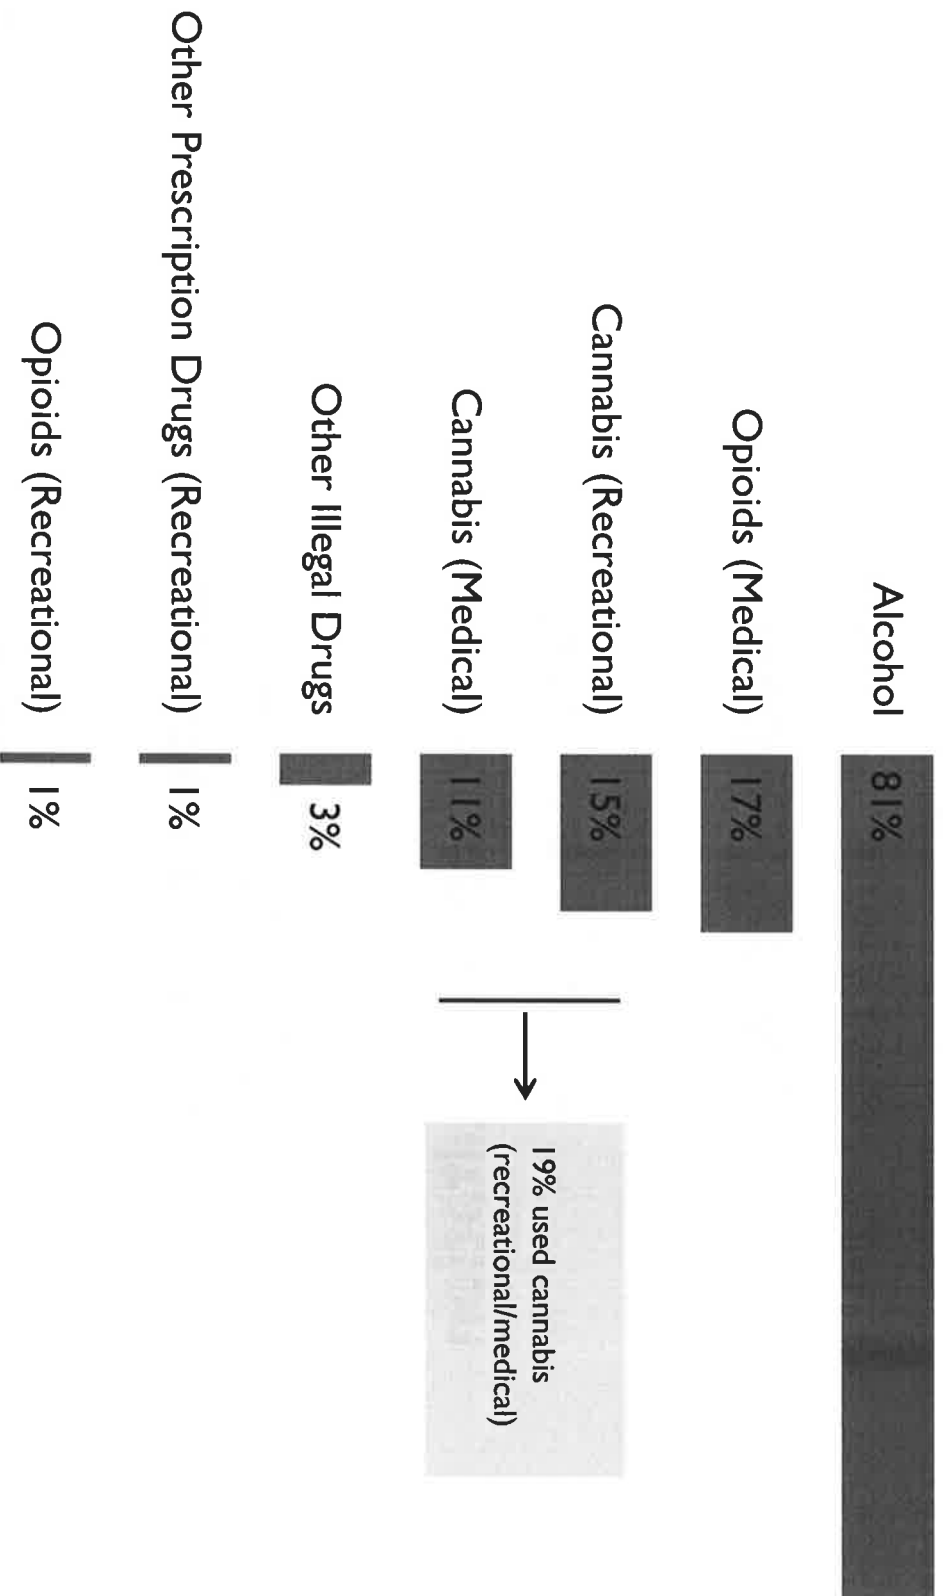 Alcohol
81%
Opioids (Medical)
17%
Cannabis (Recreational)
15%
Cannabis (Medical)
11%
19% used cannabis
(recreational/medical)
Other Illegal Drugs
3%
Other Prescription Drugs (Recreational)
1%
Opioids (Recreational)
1%